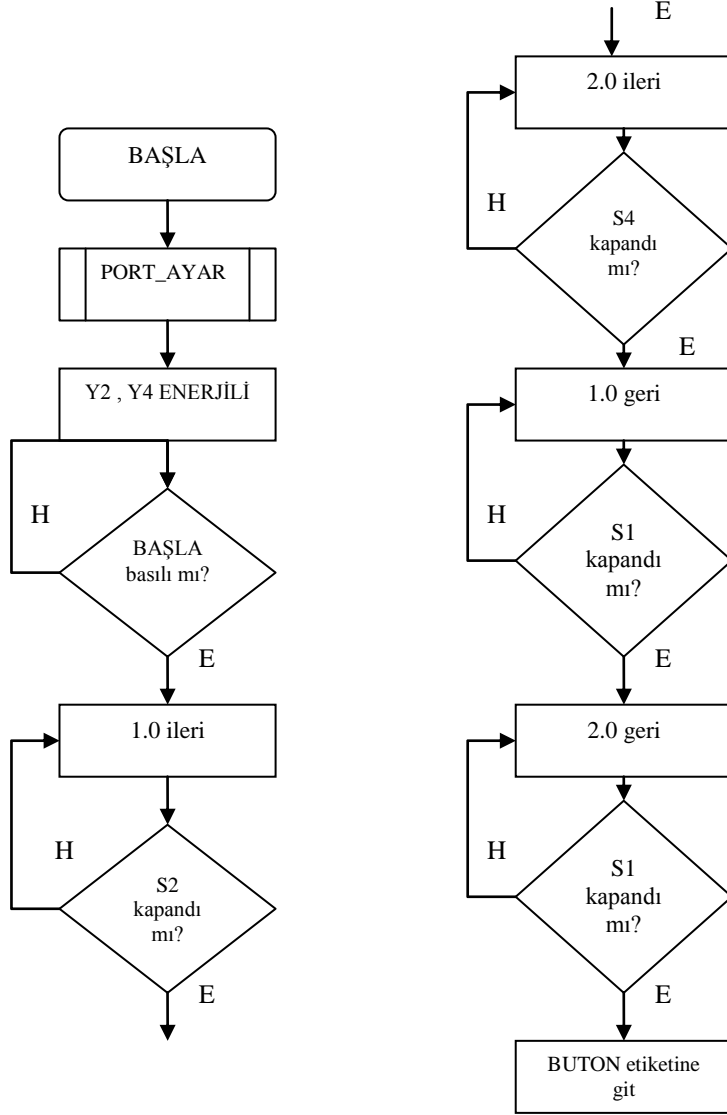 BAŞLA
PORT_AYAR
Y2 , Y4 ENERJİLİ
H
BAŞLA
basılı mı?
E
1.0 ileri
H
S2
kapandı
mı?
E
E
2.0 ileri
H
S4
kapandı
mı?
E
1.0 geri
H
S1
kapandı
mı?
E
2.0 geri
H
S1
kapandı
mı?
E
BUTON etiketine
git